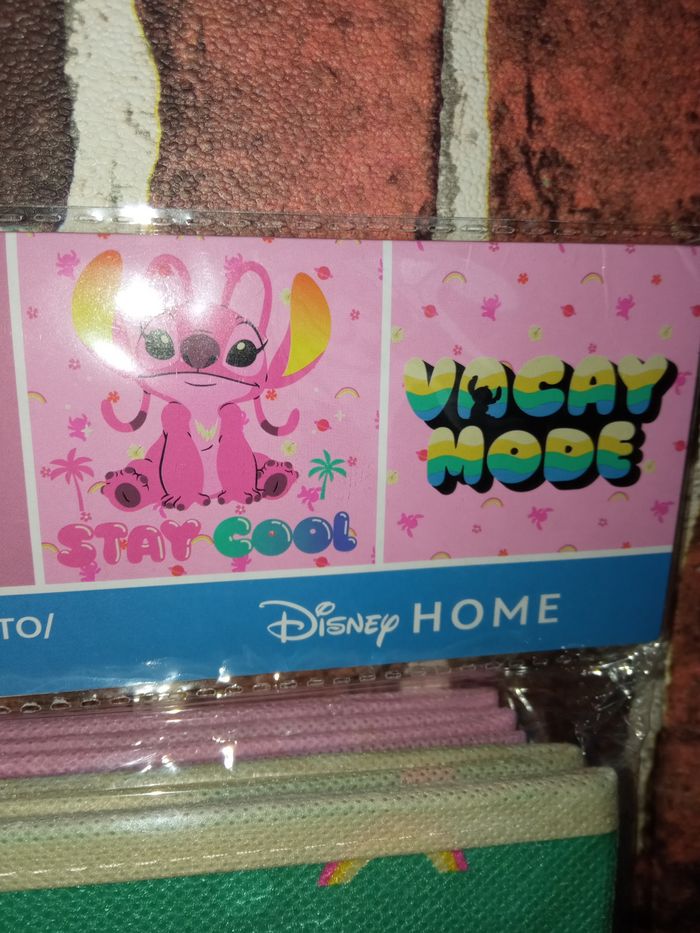 STAY COOL
VACAY
MODE
TO/
Disney HOME